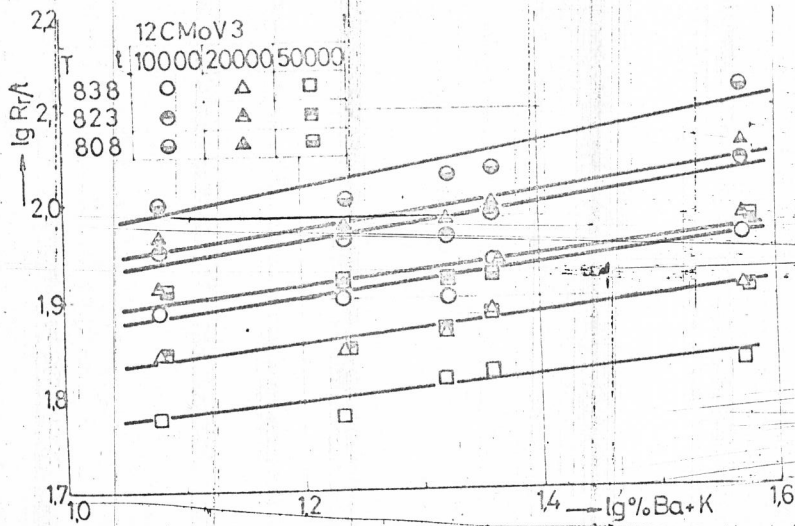 2,2
12CMoV3
T t 10000 20000 50000
838
823
808
2,1
lg Rr/t
2,0
1,9
1,8
1,7
1,0 1,2 1,4 lg%Ba+K 1,6